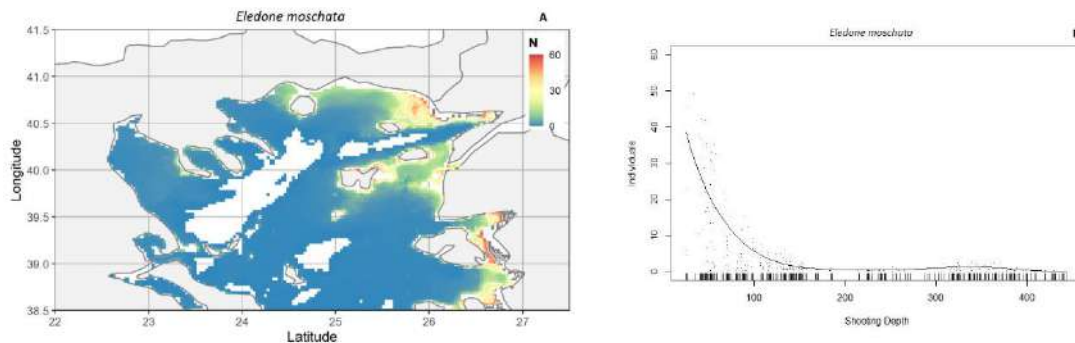 Eledone moschata
A
41.5
N
60
41.0
30
40.5
0
40.0
39.5
39.0
38.5
Longitude
22 23 24 25 26 27
Latitude
Eledone moschata
60
50
40
30
20
10
0
Individuals
100 200 300 400
Shooting Depth